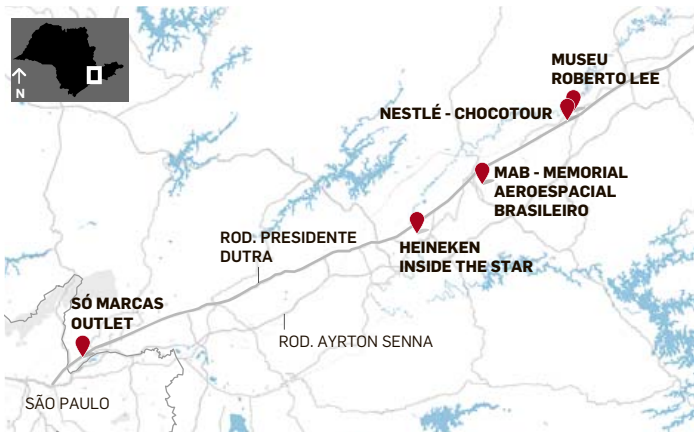 N
MUSEU
ROBERTO LEE
NESTLÉ - CHOCOTOUR
MAB - MEMORIAL
AEROESPACIAL
BRASILEIRO
ROD. PRESIDENTE
DUTRA
HEINEKEN
INSIDE THE STAR
SÓ MARCAS
OUTLET
ROD. AYRTON SENNA
SÃO PAULO